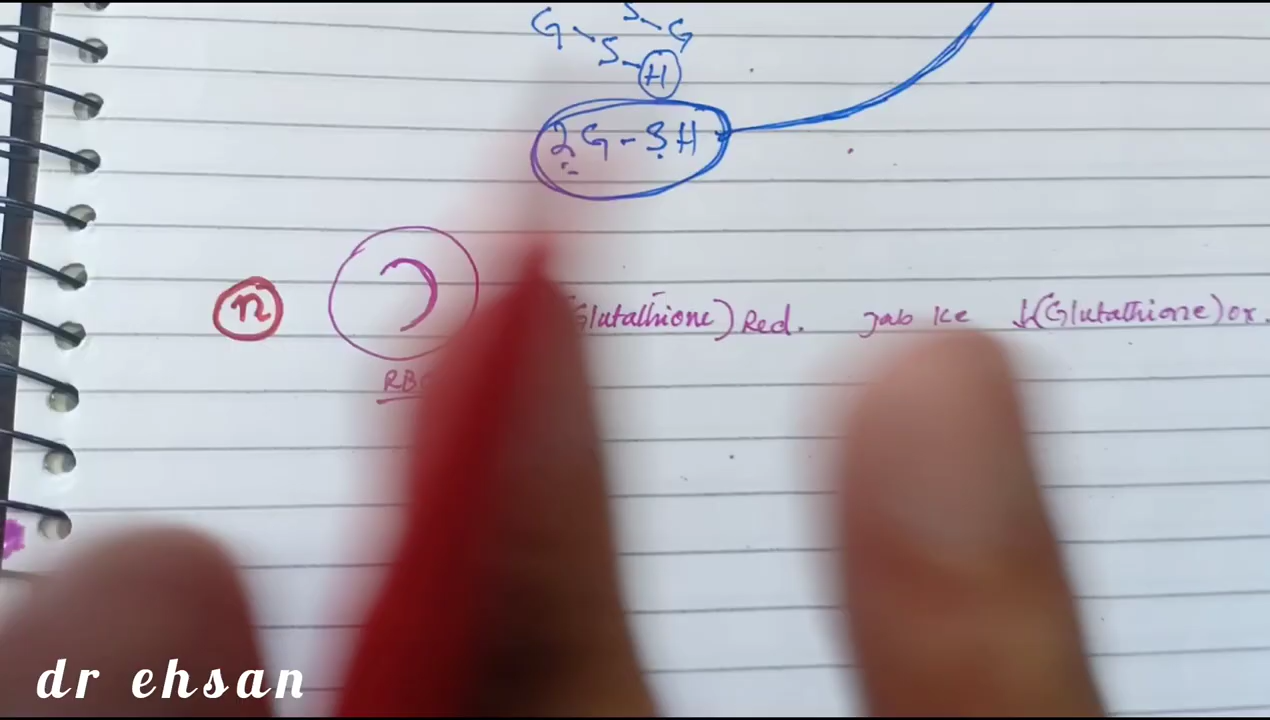 G S G
S H
2G-SH
n (Glutathione) Red. jab ke ↓(Glutathione) ox.
RBC
dr ehsan